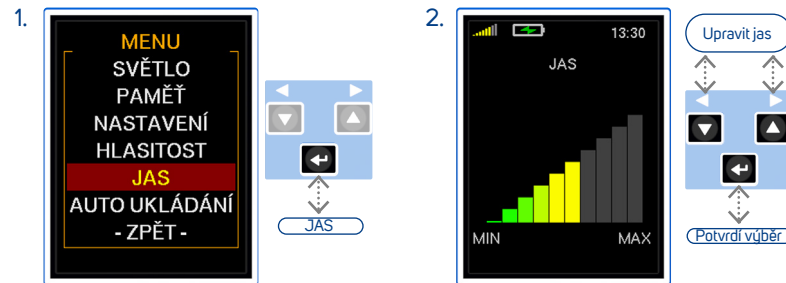 1.
MENU
SVĚTLO
PAMĚŤ
NASTAVENÍ
HLASITOST
JAS
AUTO UKLÁDÁNÍ
- ZPĚT -
JAS
2.
13:30
JAS
MIN MAX
Upravit jas
Potvrdí výběr